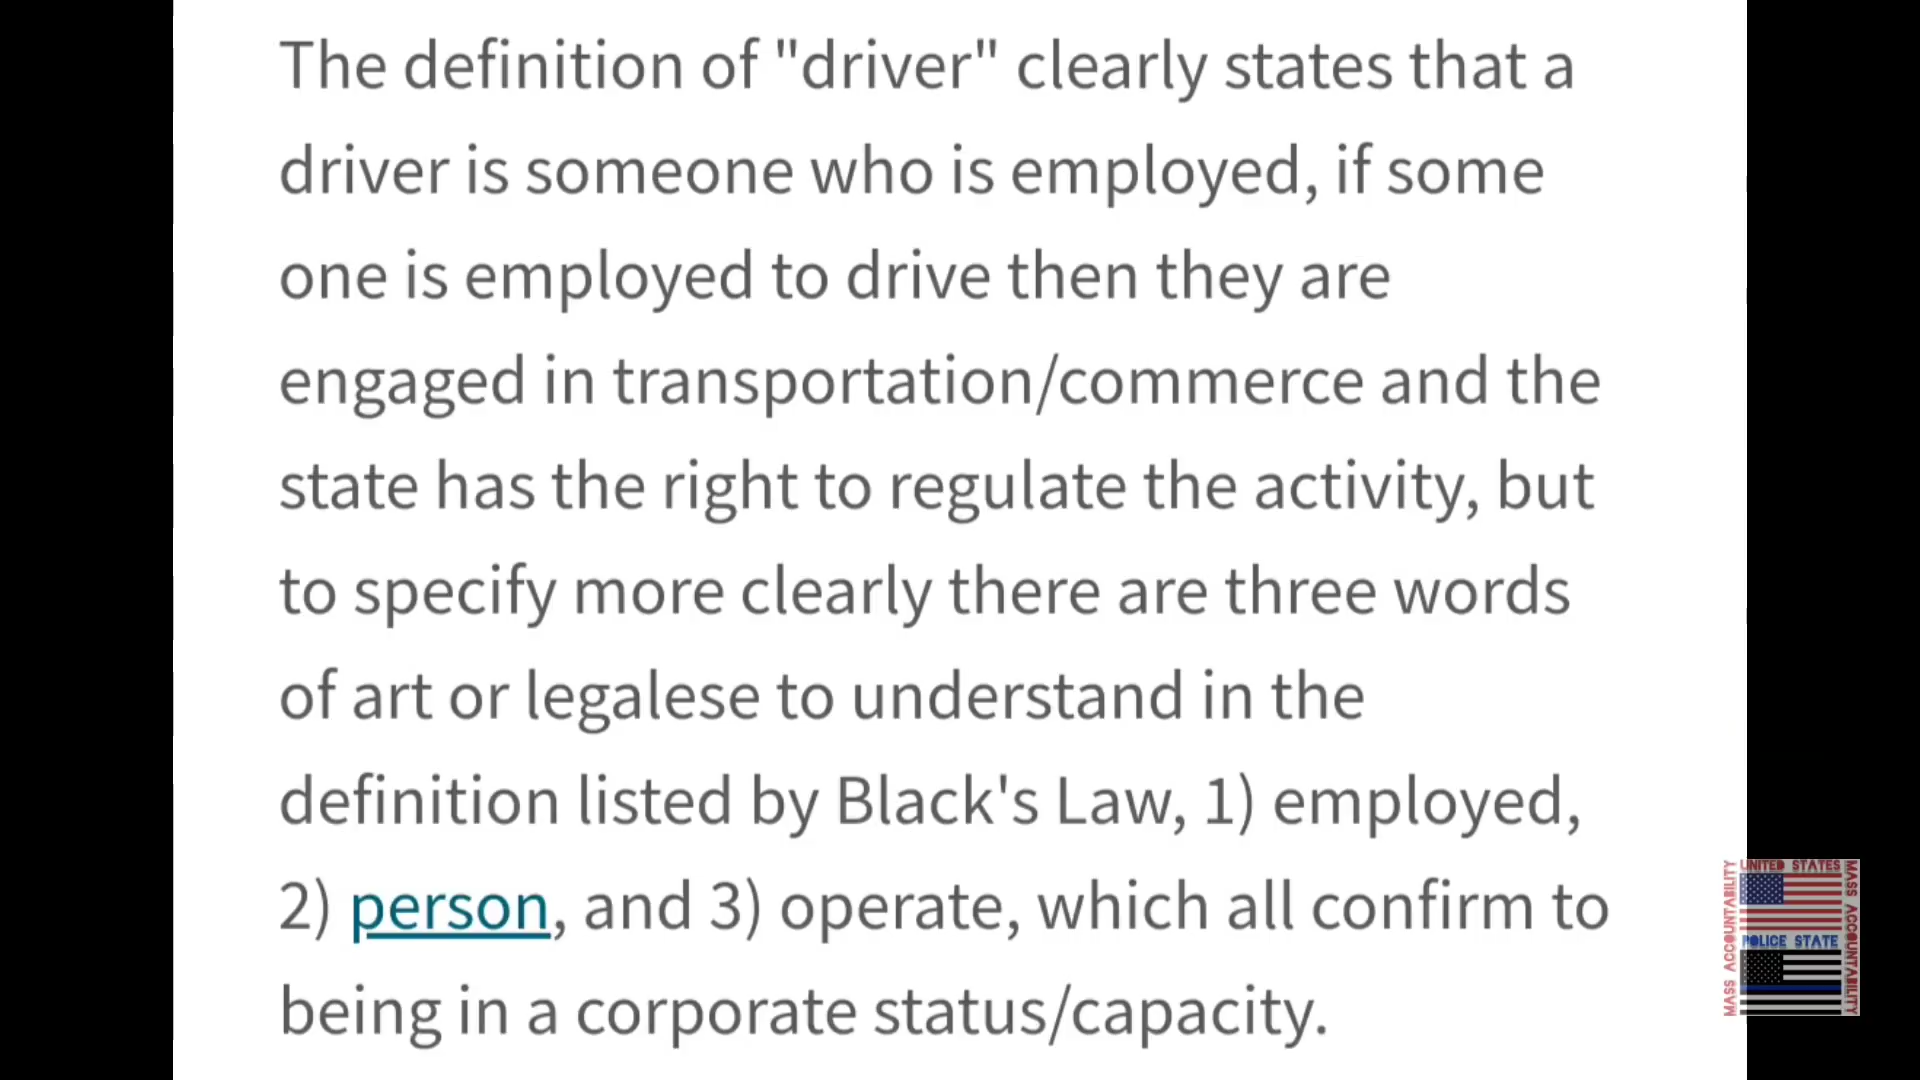 The definition of "driver" clearly states that a
driver is someone who is employed, if some
one is employed to drive then they are
engaged in transportation/commerce and the
state has the right to regulate the activity, but
to specify more clearly there are three words
of art or legalese to understand in the
definition listed by Black's Law, 1) employed,
2) person, and 3) operate, which all confirm to
being in a corporate status/capacity.
UNITED STATES
MASS ACCOUNTABILITY
MASS ACCOUNTABILITY
POLICE STATE